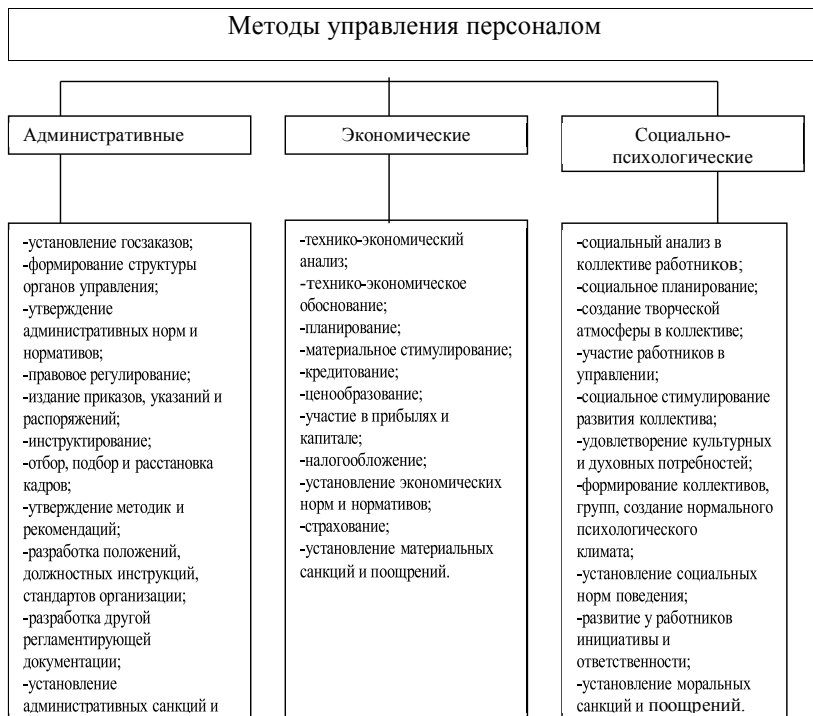 Методы управления персоналом
Административные
Экономические
Социально-
психологические
-установление госзаказов;
-формирование структуры
органов управления;
-утверждение
административных норм и
нормативов;
-правовое регулирование;
-издание приказов, указаний и
распоряжений;
-инструктирование;
-отбор, подбор и расстановка
кадров;
-утверждение методик и
рекомендаций;
-разработка положений,
должностных инструкций,
стандартов организации;
-разработка другой
регламентирующей
документации;
-установление
административных санкций и
-технико-экономический
анализ;
-технико-экономическое
обоснование;
-планирование;
-материальное стимулирование;
-кредитование;
-ценообразование;
-участие в прибылях и
капитале;
-налогообложение;
-установление экономических
норм и нормативов;
-страхование;
-установление материальных
санкций и поощрений.
-социальный анализ в
коллективе работников;
-социальное планирование;
-создание творческой
атмосферы в коллективе;
-участие работников в
управлении;
-социальное стимулирование
развития коллектива;
-удовлетворение культурных
и духовных потребностей;
-формирование коллективов,
групп, создание нормального
психологического
климата;
-установление социальных
норм поведения;
-развитие у работников
инициативы и
ответственности;
-установление моральных
санкций и поощрений.